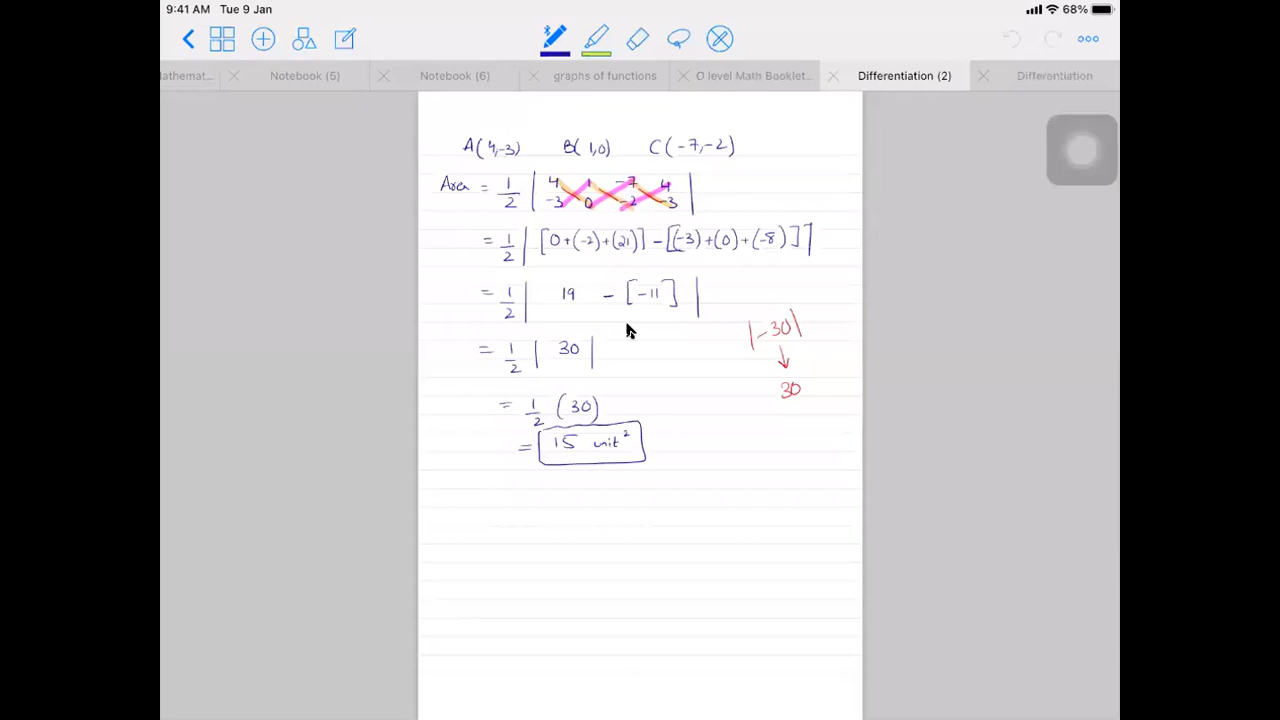 9:41 AM Tue 9 Jan 68%
lathemat... Notebook (5) Notebook (6) graphs of functions O level Math Booklet... Differentiation (2) Differentiation
A(4,-3) B(1,0) C(-7,-2)
Area = 1/2 | 4 1 -7 4
-3 0 -2 -3 |
= 1/2 | [0+(-2)+(21)] - [(-3)+(0)+(-8)] |
= 1/2 | 19 - [-11] |
= 1/2 | 30 |
= 1/2 (30)
= 15 unit²
|-30|
↓
30